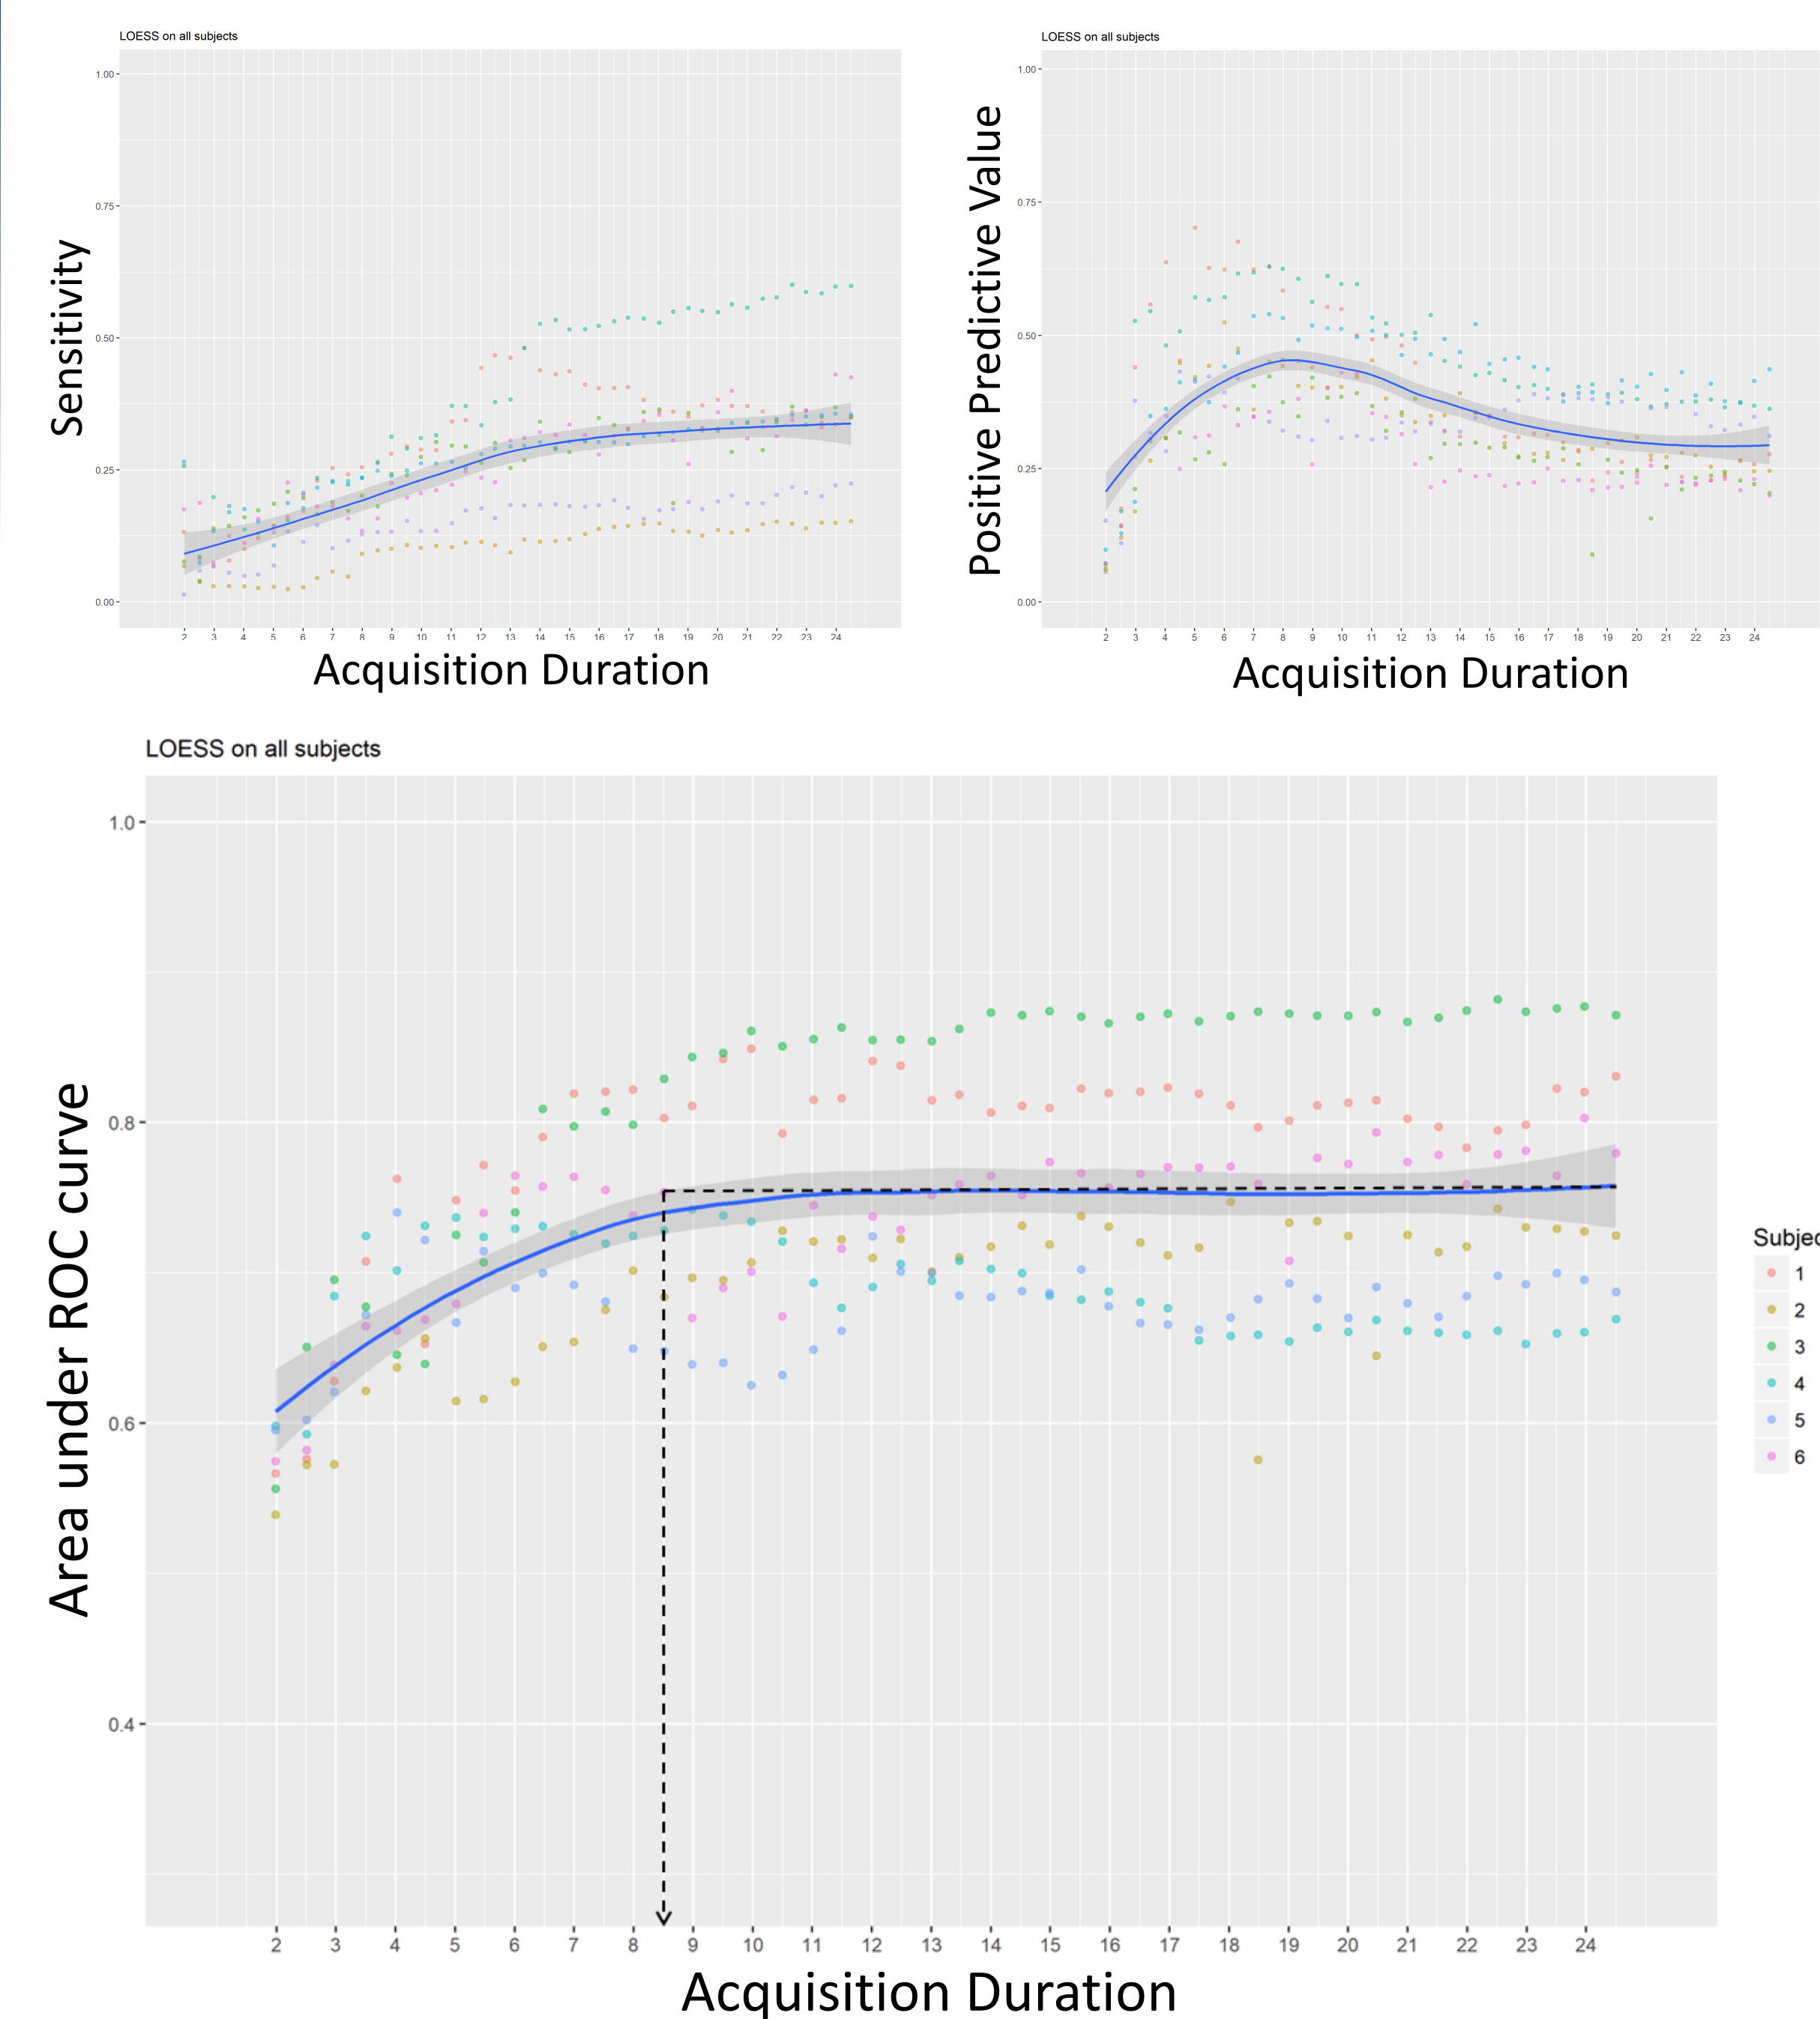 LOESS on all subjects
1.00
0.75
0.50
0.25
0.00
Sensitivity
2 3 4 5 6 7 8 9 10 11 12 13 14 15 16 17 18 19 20 21 22 23 24
Acquisition Duration
LOESS on all subjects
1.00
0.75
0.50
0.25
0.00
Positive Predictive Value
2 3 4 5 6 7 8 9 10 11 12 13 14 15 16 17 18 19 20 21 22 23 24
Acquisition Duration
LOESS on all subjects
1.0
0.8
0.6
0.4
Area under ROC curve
2 3 4 5 6 7 8 9 10 11 12 13 14 15 16 17 18 19 20 21 22 23 24
Acquisition Duration
Subjec
1
2
3
4
5
6